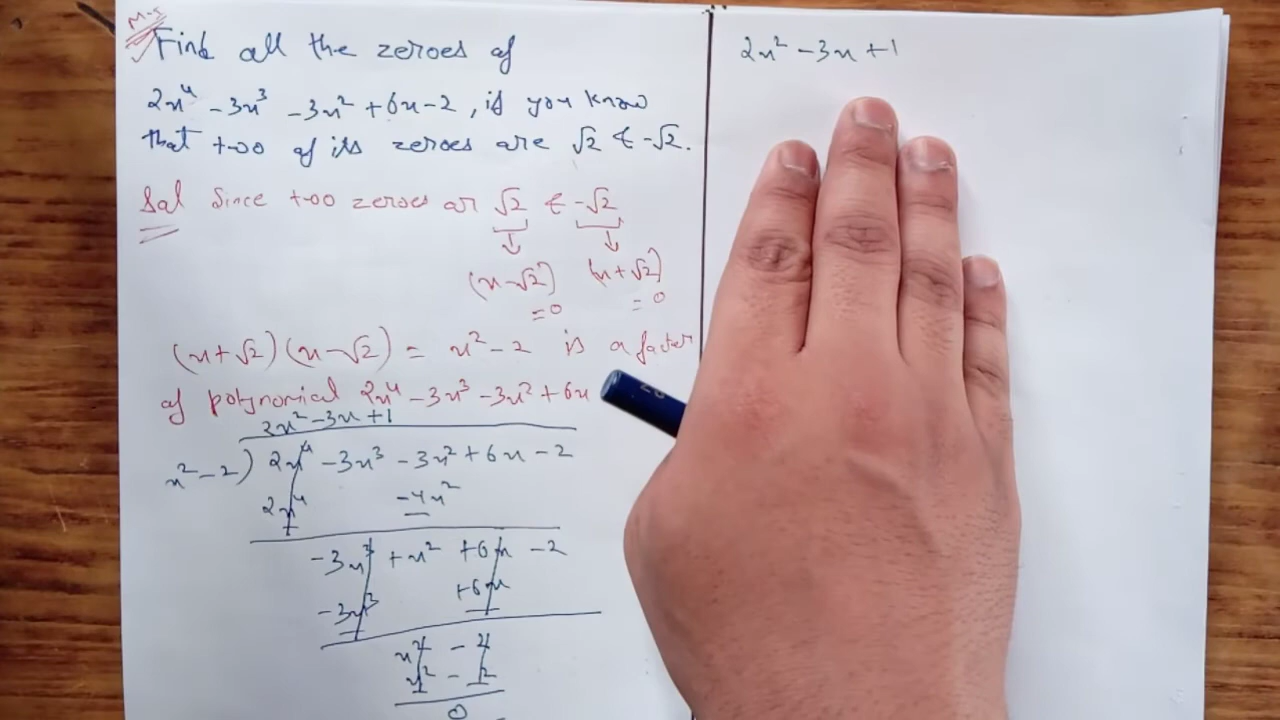 M-I
Find all the zeroes of
2x⁴ -3x³ -3x² +6x-2, if you know
that two of its zeroes are √2 & -√2.
Sol Since two zeroes ar √2 & -√2
(x-√2) (x+√2)
=0 =0
(x+√2)(x-√2) = x²-2 is a factor
of polynomial 2x⁴-3x³-3x²+6x
2x²-3x+1
x²-2) 2x⁴ -3x³ -3x² +6x -2
2x⁴ -4x²
-3x³ +x² +6x -2
-3x³ +6x
x² - 2
x² - 2
0
2x² -3x +1